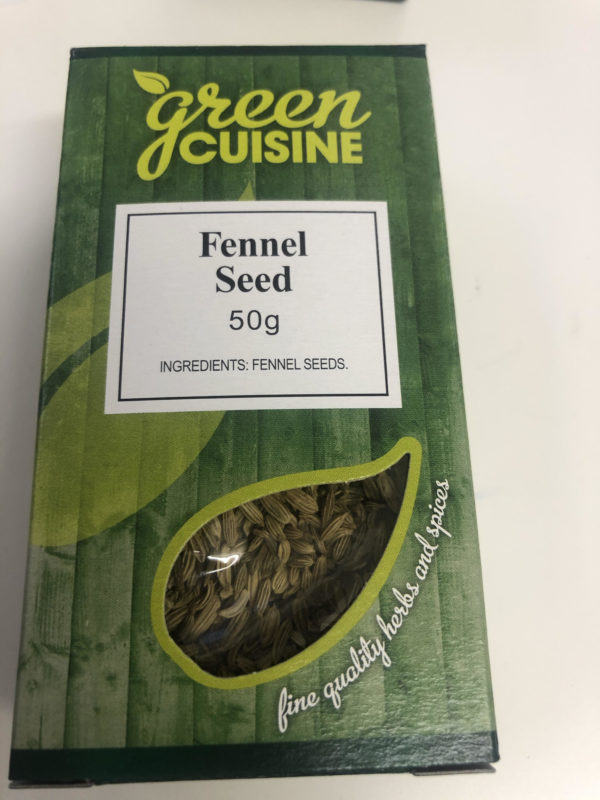 green
CUISINE
Fennel
Seed
50g
INGREDIENTS: FENNEL SEEDS.
fine quality herbs and spices